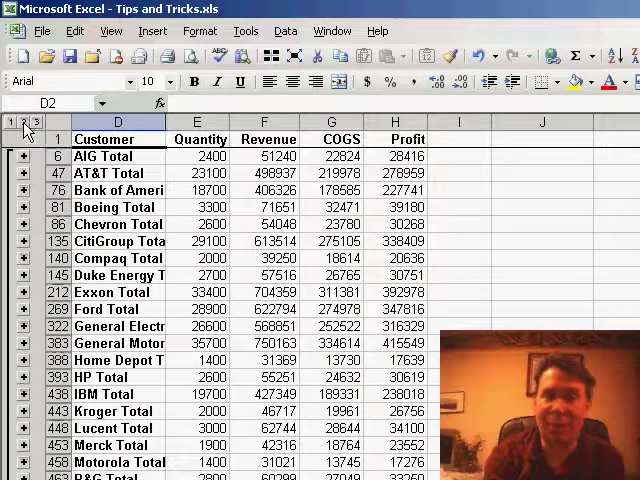 Microsoft Excel - Tips and Tricks.xls
File Edit View Insert Format Tools Data Window Help
Arial 10 B I U $ % ,
D2 fx
1 2 3 D E F G H I J
1 Customer Quantity Revenue COGS Profit
6 AIG Total 2400 51240 22824 28416
47 AT&T Total 23100 498937 219978 278959
76 Bank of Ameri 18700 406326 178585 227741
81 Boeing Total 3300 71651 32471 39180
86 Chevron Total 2600 54048 23780 30268
135 CitiGroup Tota 29100 613514 275105 338409
140 Compaq Total 2000 39250 18614 20636
145 Duke Energy T 2700 57516 26765 30751
212 Exxon Total 33400 704359 311381 392978
269 Ford Total 28900 622794 274978 347816
322 General Electr 26600 568851 252522 316329
383 General Motor 35700 750163 334614 415549
388 Home Depot T 1400 31369 13730 17639
393 HP Total 2600 55251 24632 30619
438 IBM Total 19700 427349 189331 238018
443 Kroger Total 2000 46717 19961 26756
448 Lucent Total 3000 62744 28644 34100
453 Merck Total 1900 42316 18764 23552
458 Motorola Total 1400 31021 13745 17276
463 P&G Total 2800 60299 27049 33250